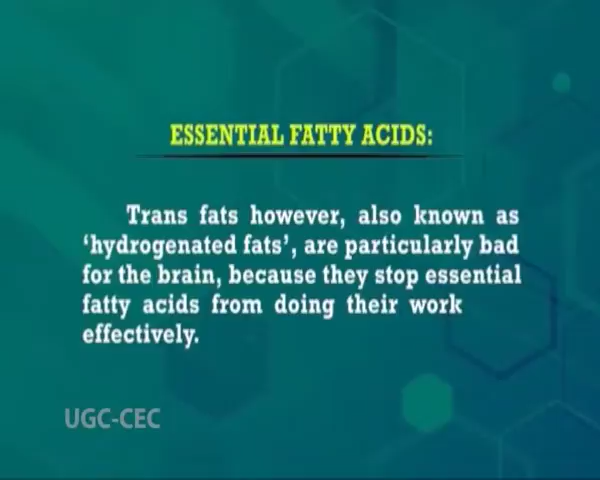 ESSENTIAL FATTY ACIDS:
Trans fats however, also known as
‘hydrogenated fats’, are particularly bad
for the brain, because they stop essential
fatty acids from doing their work
effectively.
UGC-CEC